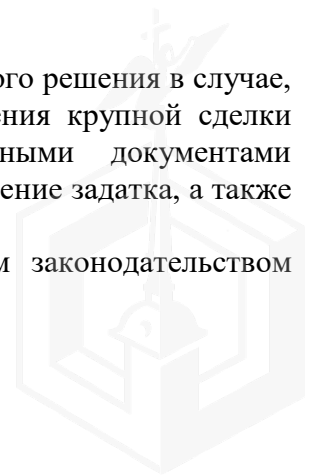 ого решения в случае,
ения крупной сделки
ными документами
ение задатка, а также
м законодательством